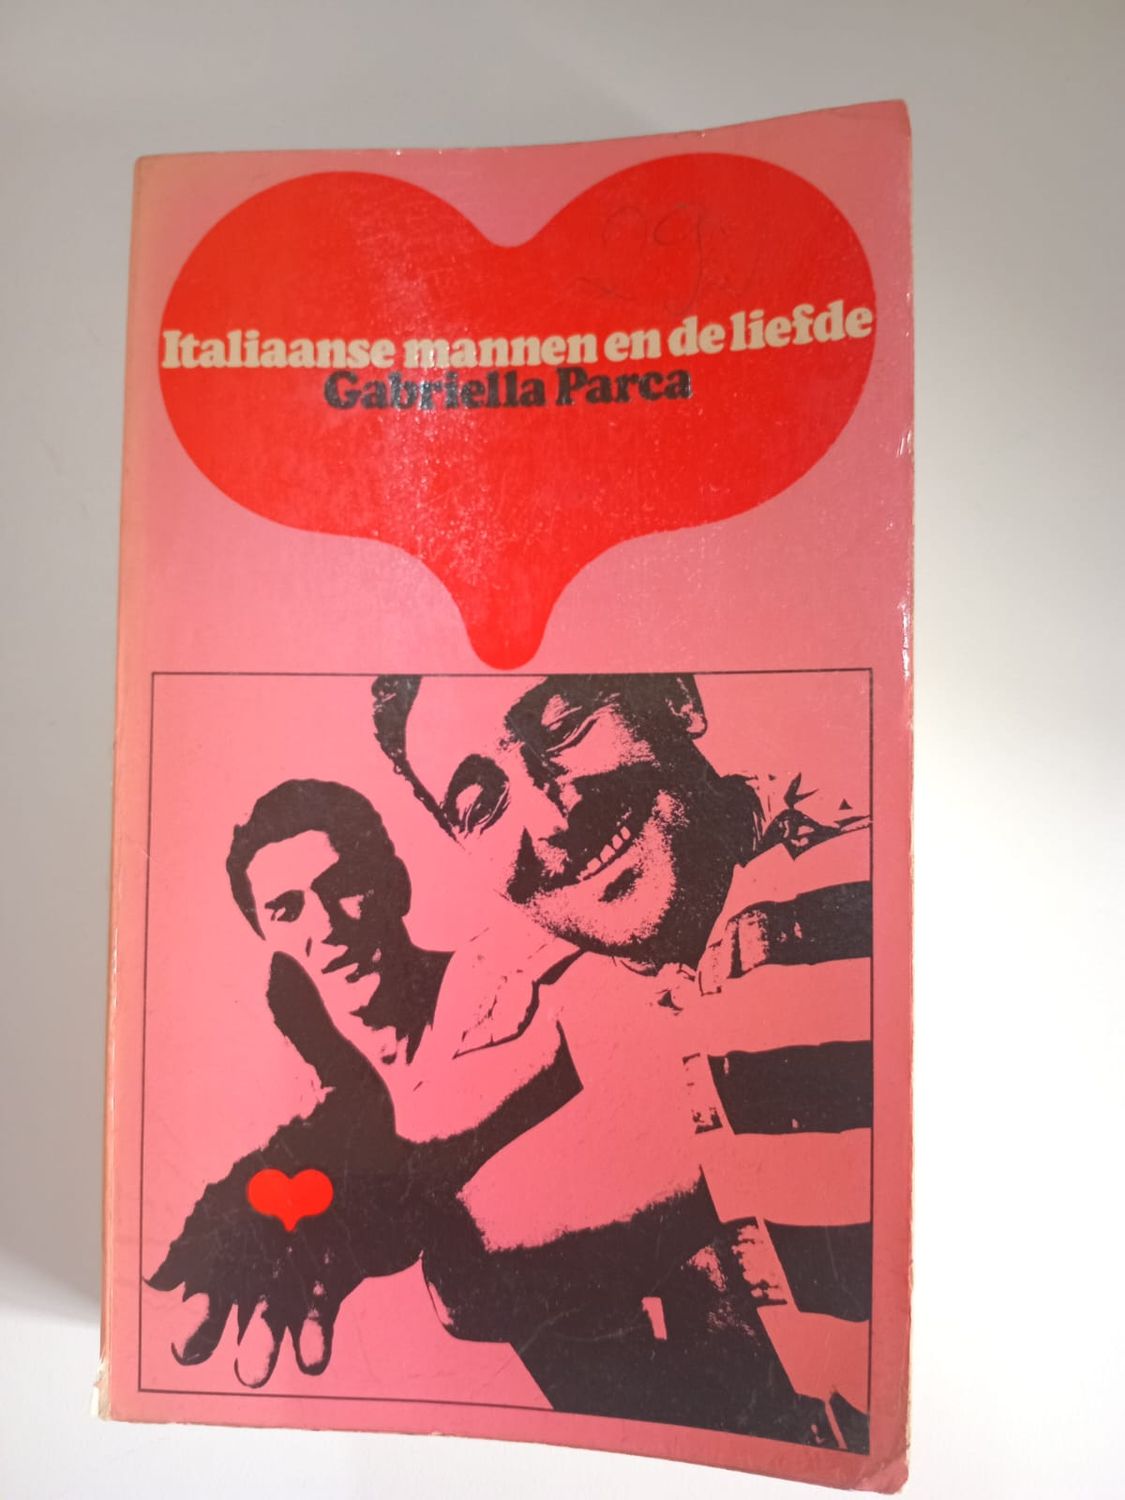 Italiaanse mannen en de liefde
Gabriella Parca